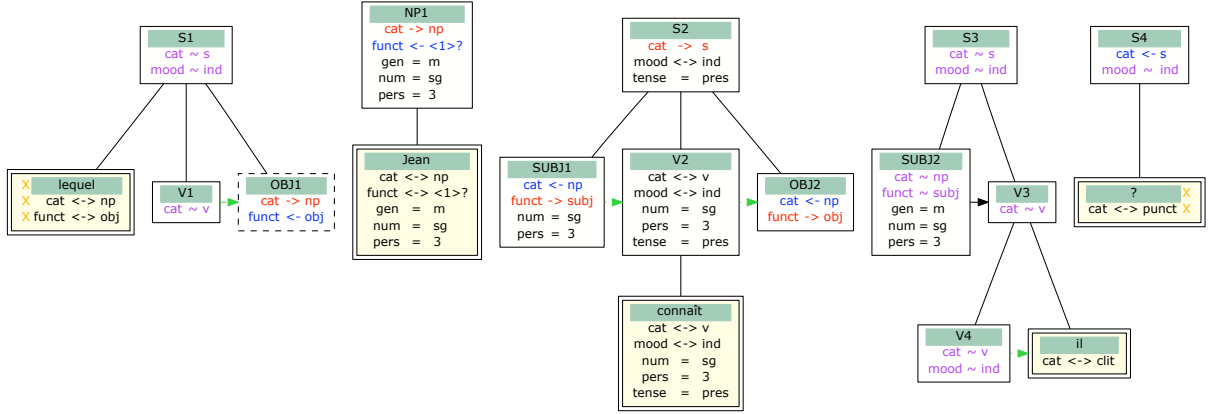 S1
cat ~ s
mood ~ ind
X lequel
X cat <-> np
X funct <-> obj
V1
cat ~ v
OBJ1
cat -> np
funct <- obj
NP1
cat -> np
funct <- <1>?
gen = m
num = sg
pers = 3
Jean
cat <-> np
funct <-> <1>?
gen = m
num = sg
pers = 3
S2
cat -> s
mood <-> ind
tense = pres
SUBJ1
cat <- np
funct -> subj
num = sg
pers = 3
V2
cat <-> v
mood <-> ind
num = sg
pers = 3
tense = pres
OBJ2
cat <- np
funct -> obj
connaît
cat <-> v
mood <-> ind
num = sg
pers = 3
tense = pres
S3
cat ~ s
mood ~ ind
SUBJ2
cat ~ np
funct ~ subj
gen = m
num = sg
pers = 3
V3
cat ~ v
V4
cat ~ v
mood ~ ind
il
cat <-> clit
S4
cat <- s
mood ~ ind
? X
cat <-> punct X